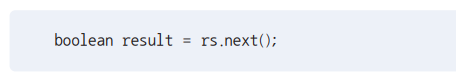 boolean result = rs.next();